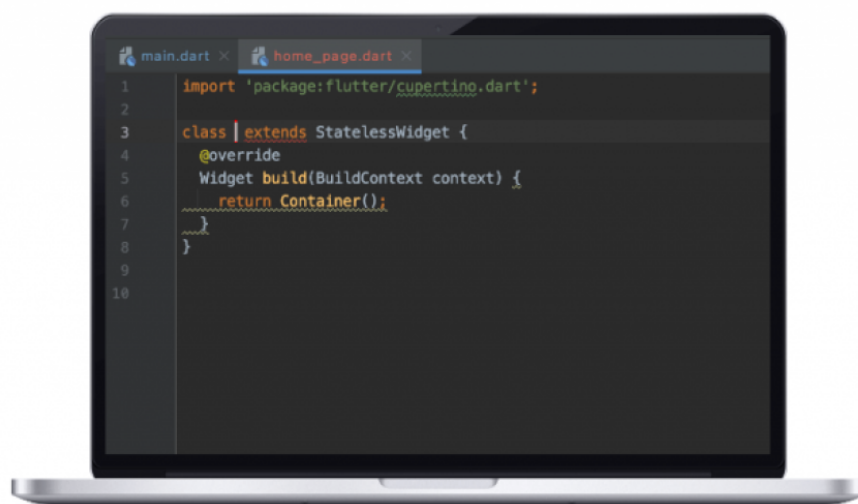 main.dart × home_page.dart ×
1 import 'package:flutter/cupertino.dart';
2
3 class extends StatelessWidget {
4 @override
5 Widget build(BuildContext context) {
6 return Container();
7 }
8 }
9
10